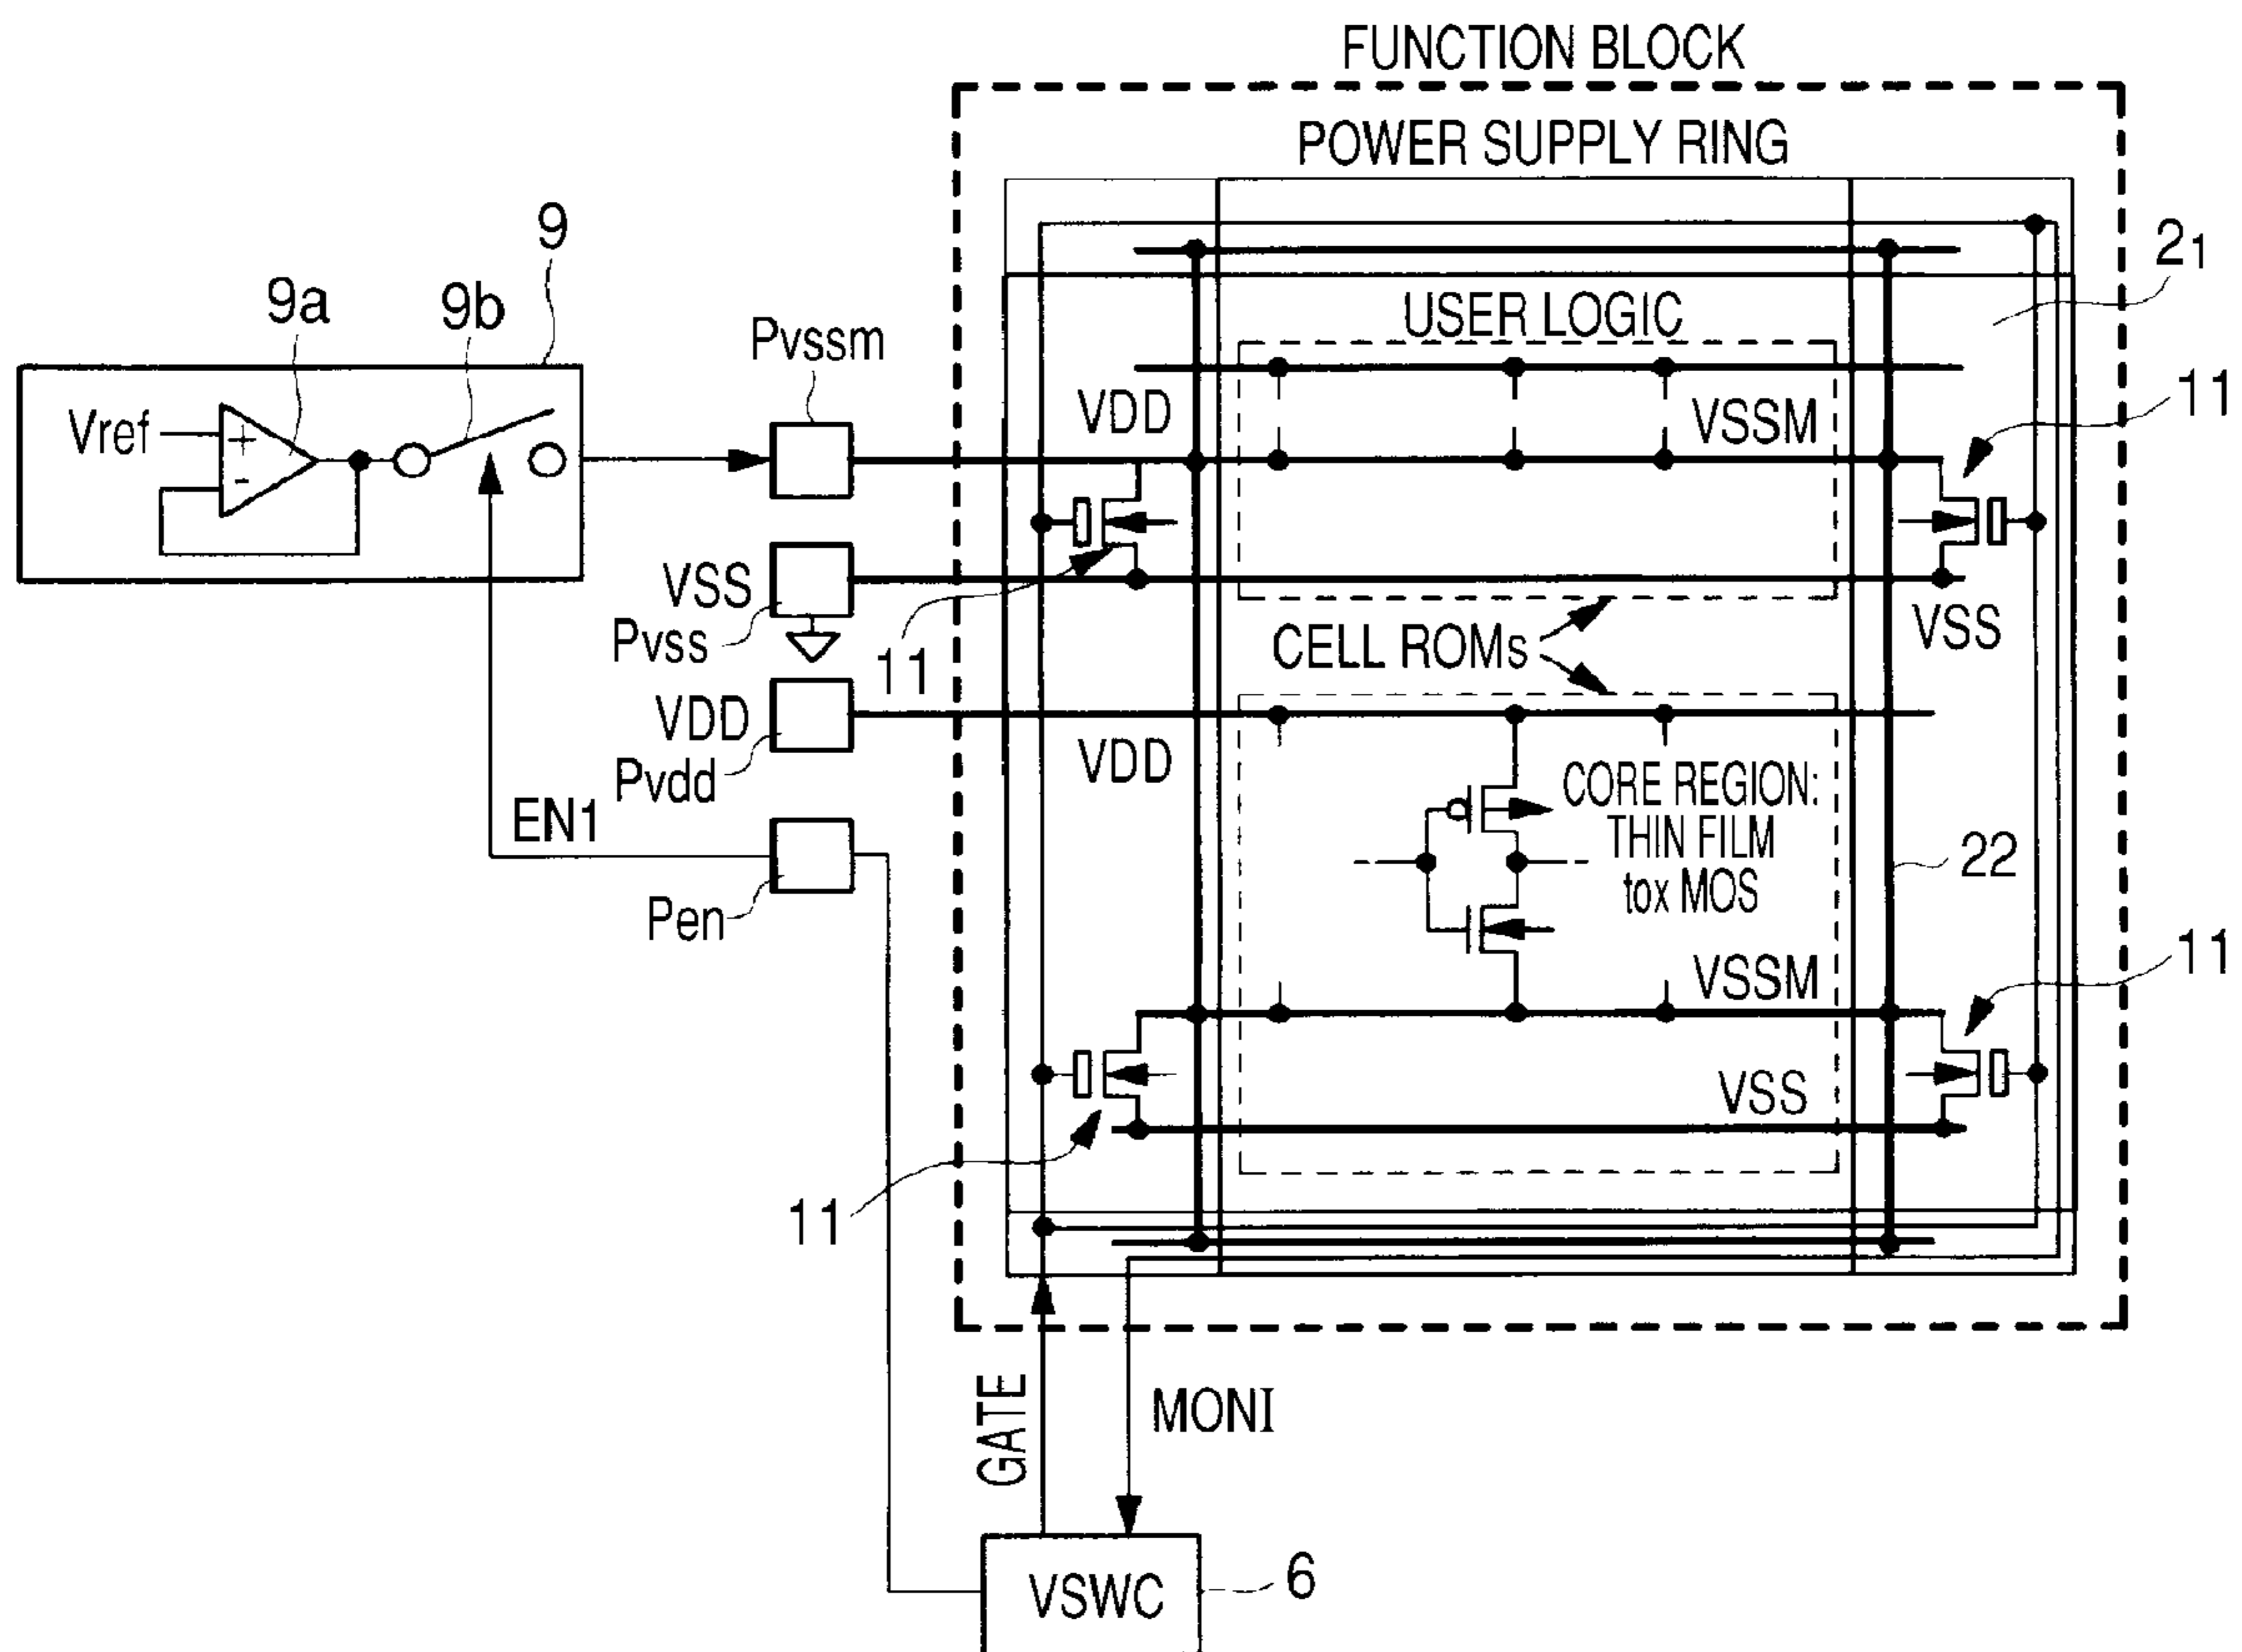 FUNCTION BLOCK
POWER SUPPLY RING
9
9a
9b
Vref
+
-
Pvssm
21
USER LOGIC
11
VDD
VSSM
VSS
Pvss
11
CELL ROMs
VSS
VDD
Pvdd
VDD
CORE REGION:
THIN FILM
tox MOS
EN1
22
Pen
VSSM
11
VSS
11
GATE
MONI
VSWC
6